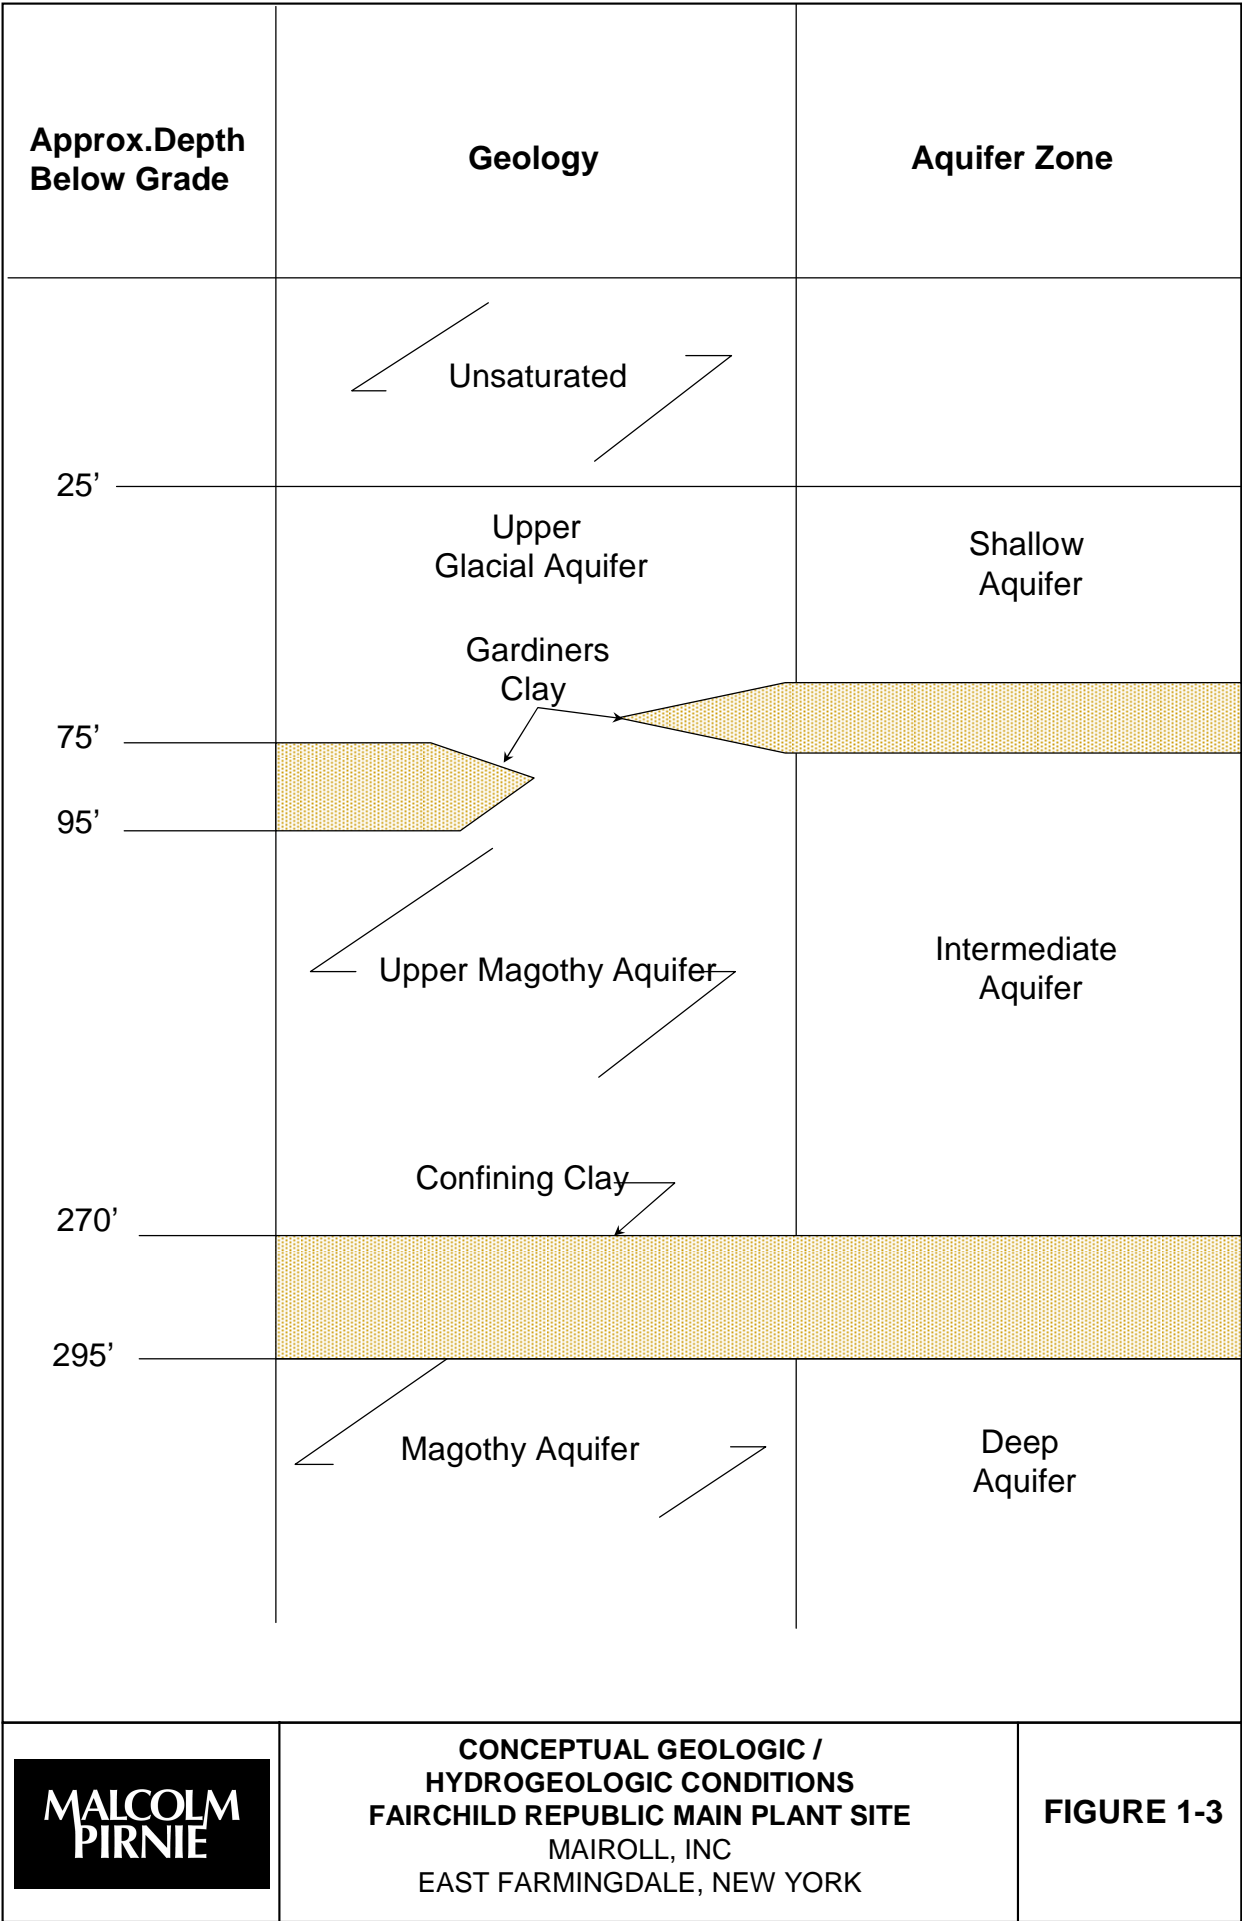 Approx.Depth
Below Grade
Geology
Aquifer Zone
Unsaturated
25’
Upper
Glacial Aquifer
Shallow
Aquifer
Gardiners
Clay
75’
95’
Upper Magothy Aquifer
Intermediate
Aquifer
Confining Clay
270’
295’
Magothy Aquifer
Deep
Aquifer
MALCOLM
PIRNIE
CONCEPTUAL GEOLOGIC /
HYDROGEOLOGIC CONDITIONS
FAIRCHILD REPUBLIC MAIN PLANT SITE
MAIROLL, INC
EAST FARMINGDALE, NEW YORK
FIGURE 1-3